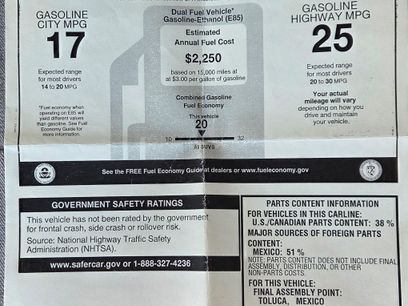 GASOLINE
CITY MPG
17
Expected range
for most drivers
14 to 20 MPG
*Fuel economy when
operating on E85 will
yield different values
than gasoline. See Fuel
Economy Guide for
more information.
Dual Fuel Vehicle*
Gasoline-Ethanol (E85)
Estimated
Annual Fuel Cost
$2,250
based on 15,000 miles at
at $3.00 per gallon of gasoline
Combined Gasoline
Fuel Economy
This vehicle
20
10 32
All SUVs
GASOLINE
HIGHWAY MPG
25
Expected range
for most drivers
20 to 30 MPG
Your actual
mileage will vary
depending on how you
drive and maintain
your vehicle.
See the FREE Fuel Economy Guide at dealers or www.fueleconomy.gov
GOVERNMENT SAFETY RATINGS
This vehicle has not been rated by the government
for frontal crash, side crash or rollover risk.
Source: National Highway Traffic Safety
Administration (NHTSA).
www.safercar.gov or 1-888-327-4236
PARTS CONTENT INFORMATION
FOR VEHICLES IN THIS CARLINE:
U.S./CANADIAN PARTS CONTENT: 38 %
MAJOR SOURCES OF FOREIGN PARTS
CONTENT:
MEXICO: 51 %
NOTE: PARTS CONTENT DOES NOT INCLUDE FINAL
ASSEMBLY, DISTRIBUTION, OR OTHER
NON-PARTS COSTS.
FOR THIS VEHICLE:
FINAL ASSEMBLY POINT:
TOLUCA, MEXICO